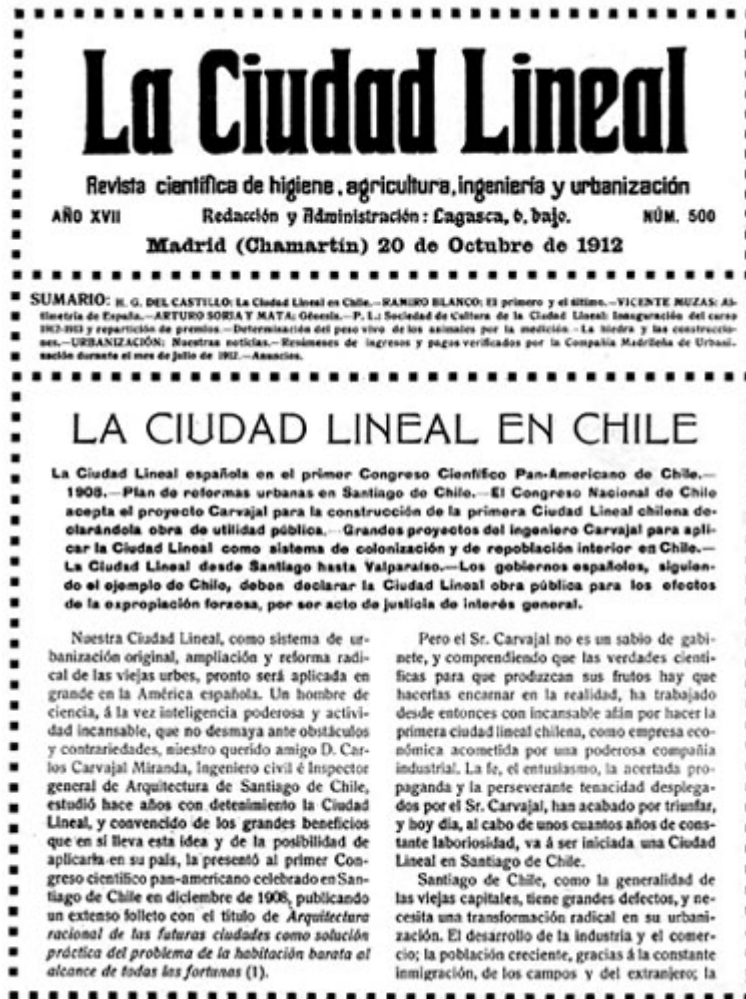 La Ciudad Lineal
Revista científica de higiene, agricultura, ingeniería y urbanización
AÑO XVII Redacción y Administración: Lagasca, 6, bajo. NÚM. 500
Madrid (Chamartín) 20 de Octubre de 1912
SUMARIO: H. G. DEL CASTILLO: La Ciudad Lineal en Chile.—RAMIRO BLANCO: El primero y el último.—VICENTE MUZAS: Al-
timetría de España.—ARTURO SORIA Y MATA: Génesis.—P. L.: Sociedad de Cultura de la Ciudad Lineal: Inauguración del curso
1912-1913 y repartición de premios.—Determinación del peso vivo de los animales por la medición.—La hiedra y las construccio-
nes.—URBANIZACIÓN: Nuestras noticias.—Resúmenes de ingresos y pagos verificados por la Compañía Madrileña de Urbani-
zación durante el mes de julio de 1912.—Anuncios.
LA CIUDAD LINEAL EN CHILE
La Ciudad Lineal española en el primer Congreso Científico Pan-Americano de Chile.—
1908.—Plan de reformas urbanas en Santiago de Chile.—El Congreso Nacional de Chile
acepta el proyecto Carvajal para la construcción de la primera Ciudad Lineal chilena de-
clarándola obra de utilidad pública.—Grandes proyectos del ingeniero Carvajal para apli-
car la Ciudad Lineal como sistema de colonización y de repoblación interior en Chile.—
La Ciudad Lineal desde Santiago hasta Valparaíso.—Los gobiernos españoles, siguien-
do el ejemplo de Chile, deben declarar la Ciudad Lineal obra pública para los efectos
de la expropiación forzosa, por ser acto de justicia de interés general.
Nuestra Ciudad Lineal, como sistema de ur-
banización original, ampliación y reforma radi-
cal de las viejas urbes, pronto será aplicada en
grande en la América española. Un hombre de
ciencia, á la vez inteligencia poderosa y activi-
dad incansable, que no desmaya ante obstáculos
y contrariedades, nuestro querido amigo D. Car-
los Carvajal Miranda, Ingeniero civil é Inspector
general de Arquitectura de Santiago de Chile,
estudió hace años con detenimiento la Ciudad
Lineal, y convencido de los grandes beneficios
que en sí lleva esta idea y de la posibilidad de
aplicarla en su país, la presentó al primer Con-
greso científico pan-americano celebrado en San-
tiago de Chile en diciembre de 1908, publicando
un extenso folleto con el título de Arquitectura
racional de las futuras ciudades como solución
práctica del problema de la habitación barata al
alcance de todas las fortunas (1).
Pero el Sr. Carvajal no es un sabio de gabi-
nete, y comprendiendo que las verdades cientí-
ficas para que produzcan sus frutos hay que
hacerlas encarnar en la realidad, ha trabajado
desde entonces con incansable afán por hacer la
primera ciudad lineal chilena, como empresa eco-
nómica acometida por una poderosa compañía
industrial. La fe, el entusiasmo, la acertada pro-
paganda y la perseverante tenacidad desplega-
dos por el Sr. Carvajal, han acabado por triunfar,
y hoy día, al cabo de unos cuantos años de cons-
tante laboriosidad, va á ser iniciada una Ciudad
Lineal en Santiago de Chile.
Santiago de Chile, como la generalidad de
las viejas capitales, tiene grandes defectos, y ne-
cesita una transformación radical en su urbani-
zación. El desarrollo de la industria y el comer-
cio; la población creciente, gracias á la constante
inmigración, de los campos y del extranjero; la